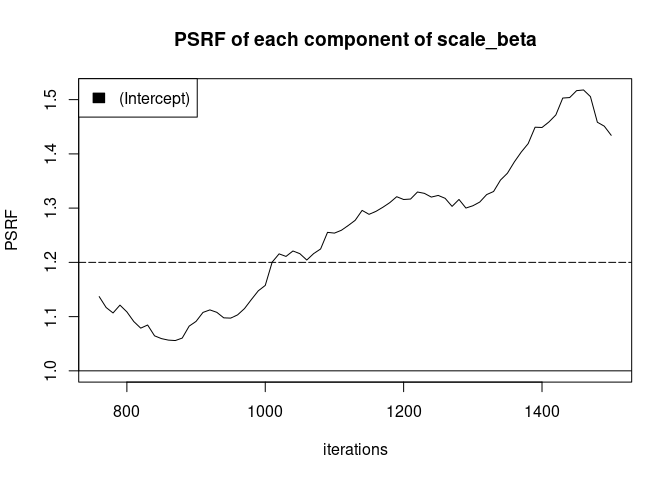 PSRF of each component of scale_beta
(Intercept)
PSRF
1.5
1.4
1.3
1.2
1.1
1.0
800 1000 1200 1400
iterations